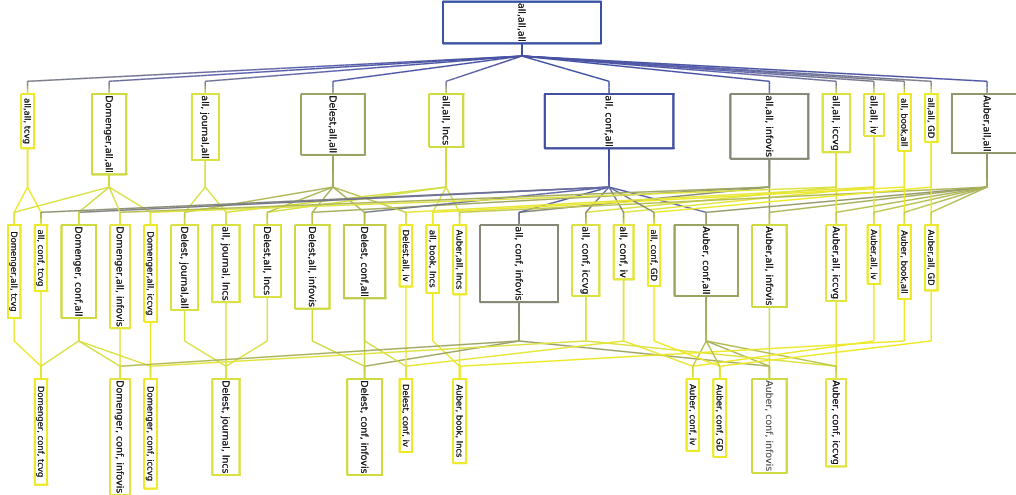 all,all,all
all,all, tcvg
Domenger,all,all
all, journal,all
Delest,all,all
all,all, lncs
all, conf,all
all,all, infovis
all,all, iccvg
all,all, iv
all, book,all
all,all, GD
Auber,all,all
Domenger,all, tcvg
all, conf, tcvg
Domenger, conf,all
Domenger,all, infovis
Domenger,all, iccvg
Delest, journal,all
all, journal, lncs
Delest,all, lncs
Delest,all, infovis
Delest, conf,all
Delest,all, iv
all, book, lncs
Auber,all, lncs
all, conf, infovis
all, conf, iccvg
all, conf, iv
all, conf, GD
Auber, conf,all
Auber,all, infovis
Auber,all, iccvg
Auber,all, iv
Auber, book,all
Auber,all, GD
Domenger, conf, tcvg
Domenger, conf, infovis
Domenger, conf, iccvg
Delest, journal, lncs
Delest, conf, infovis
Delest, conf, iv
Auber, book, lncs
Auber, conf, iv
Auber, conf, GD
Auber, conf, infovis
Auber, conf, iccvg